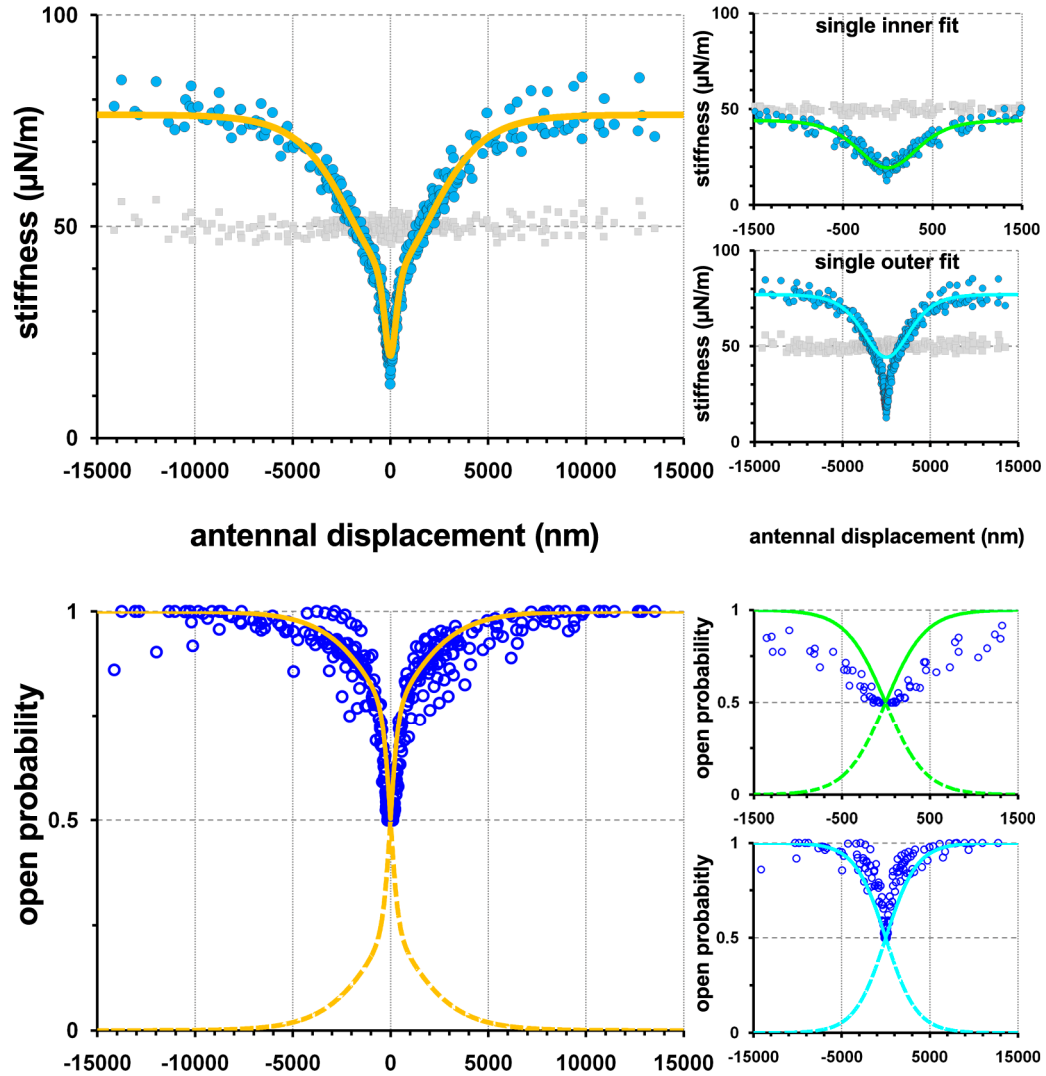 100
50
0
stiffness (µN/m)
-15000 -10000 -5000 0 5000 10000 15000
antennal displacement (nm)
single inner fit
100
50
0
stiffness (µN/m)
-1500 -500 500 1500
single outer fit
100
50
0
stiffness (µN/m)
-15000 -5000 5000 15000
antennal displacement (nm)
1
0.5
0
open probability
-15000 -10000 -5000 0 5000 10000 15000
1
0.5
0
open probability
-1500 -500 500 1500
1
0.5
0
open probabitly
-15000 -5000 5000 15000